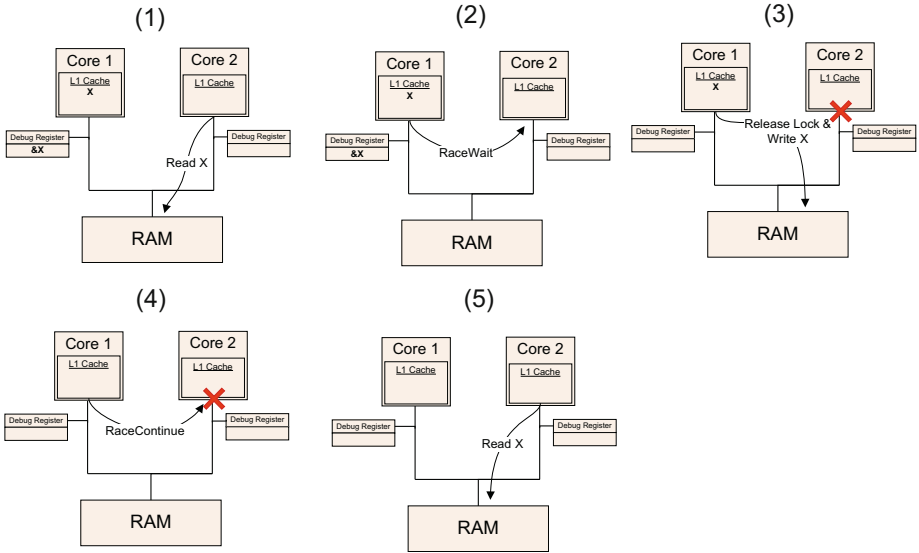 (1)
Core 1
L1 Cache
X
Core 2
L1 Cache
Debug Register
&X
Debug Register
Read X
RAM
(2)
Core 1
L1 Cache
X
Core 2
L1 Cache
Debug Register
&X
Debug Register
RaceWait
RAM
(3)
Core 1
L1 Cache
X
Core 2
L1 Cache
Debug Register
Debug Register
Release Lock &
Write X
RAM
(4)
Core 1
L1 Cache
Core 2
L1 Cache
Debug Register
Debug Register
RaceContinue
RAM
(5)
Core 1
L1 Cache
Core 2
L1 Cache
Debug Register
Debug Register
Read X
RAM